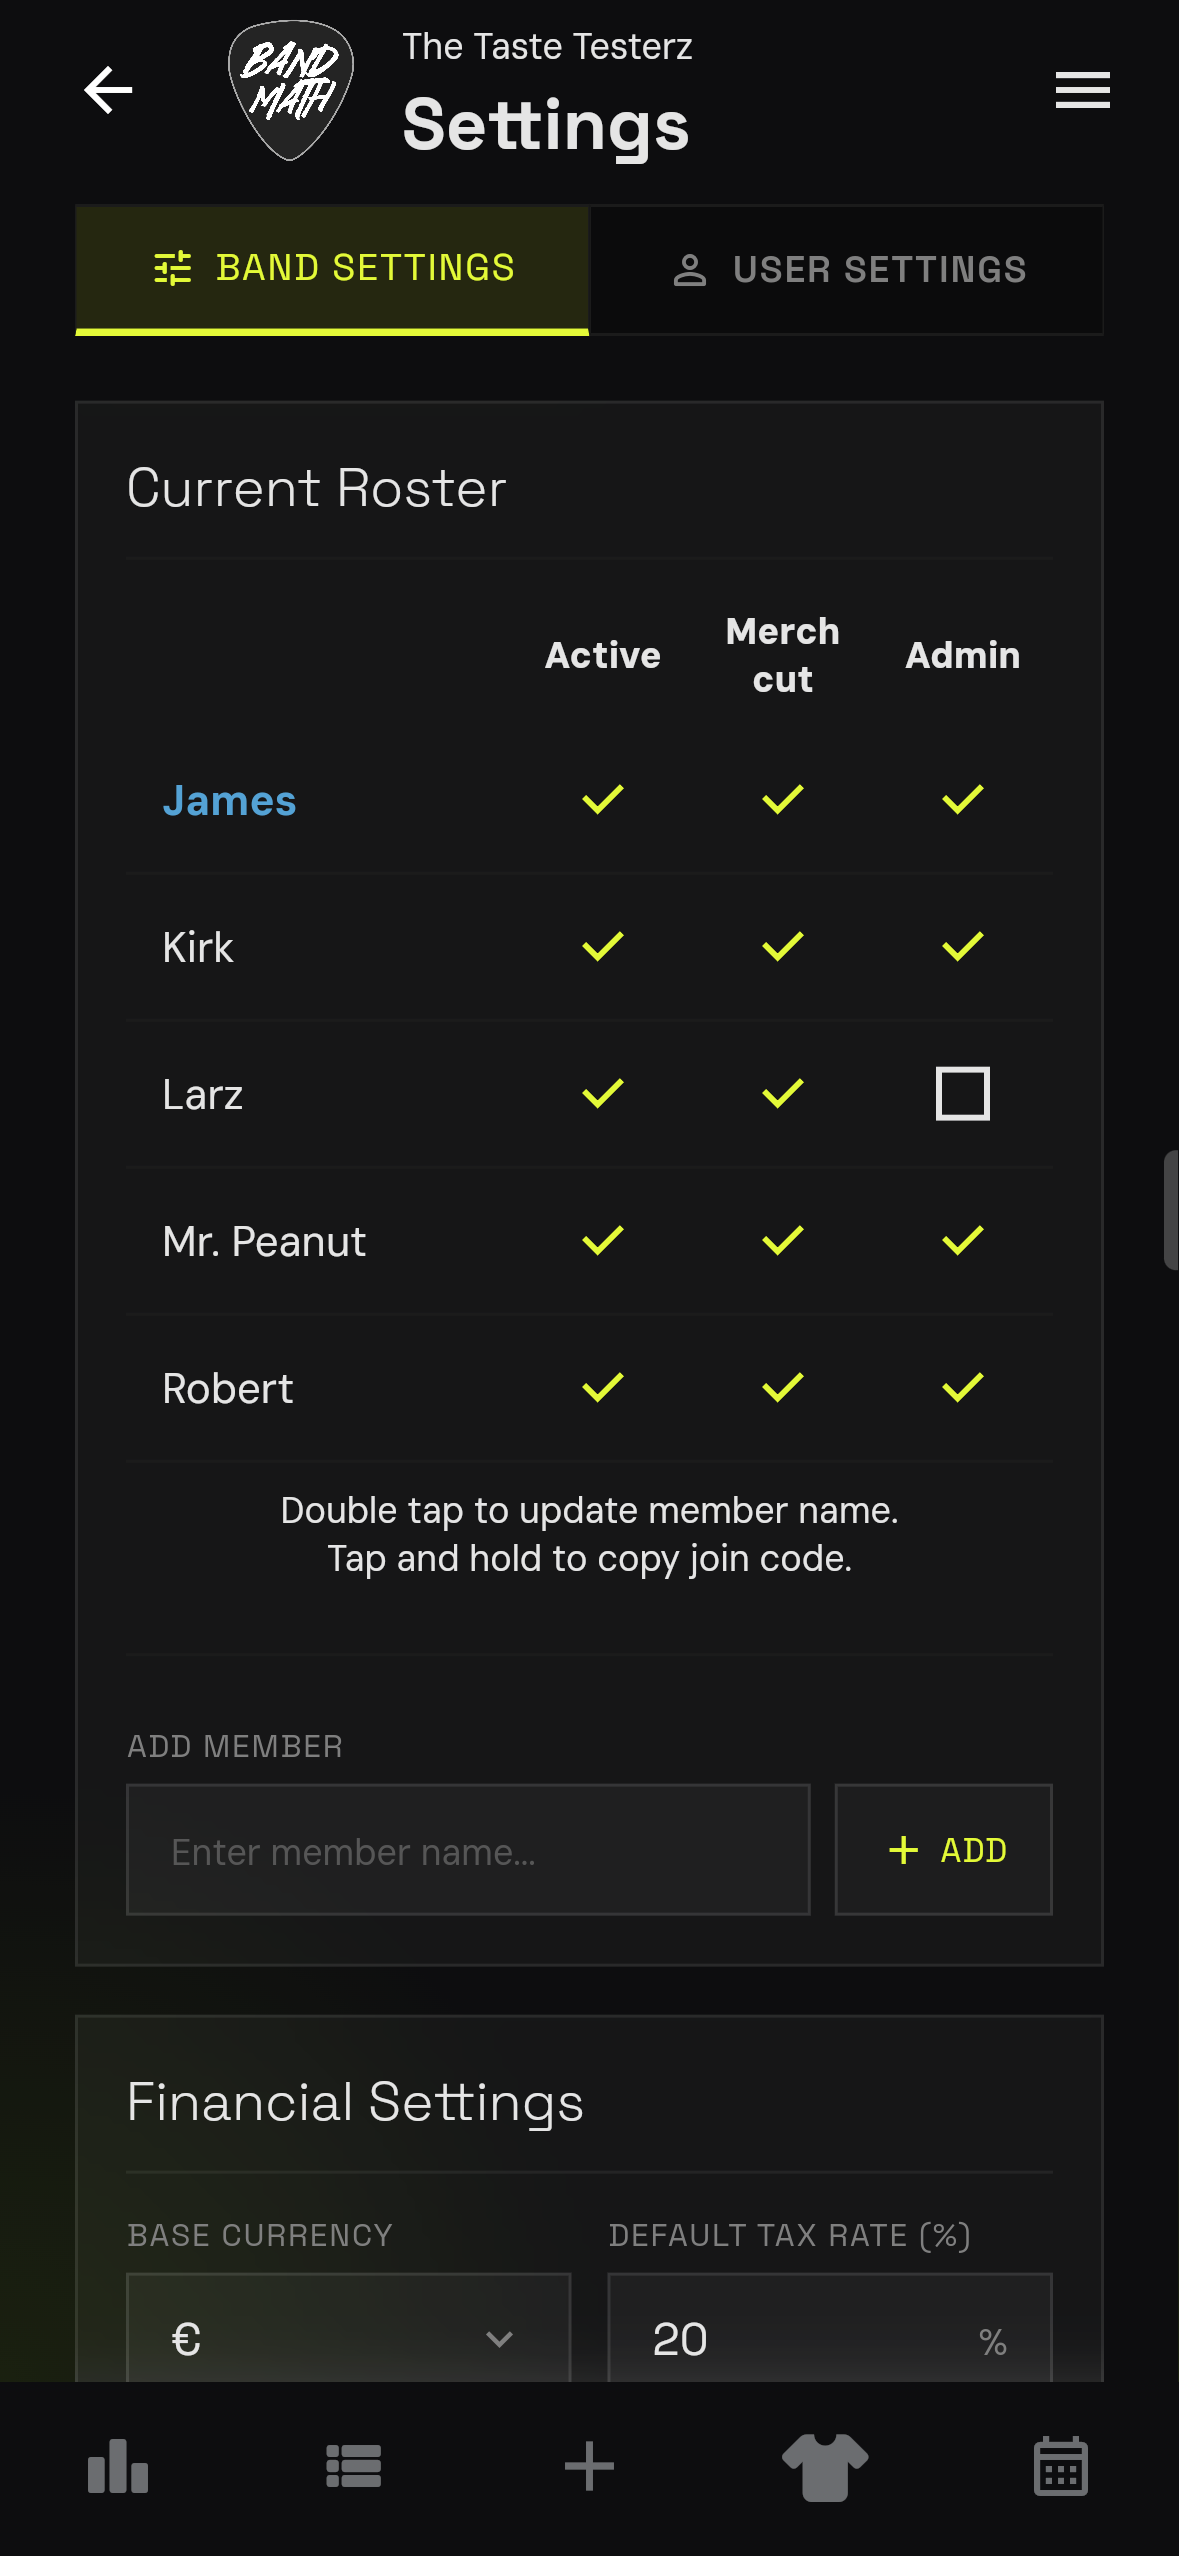 BAND
MATH
The Taste Testerz
Settings
BAND SETTINGS
USER SETTINGS
Current Roster
Active
Merch
cut
Admin
James
Kirk
Larz
Mr. Peanut
Robert
Double tap to update member name.
Tap and hold to copy join code.
ADD MEMBER
Enter member name...
+ ADD
Financial Settings
BASE CURRENCY
DEFAULT TAX RATE (%)
€
20
%